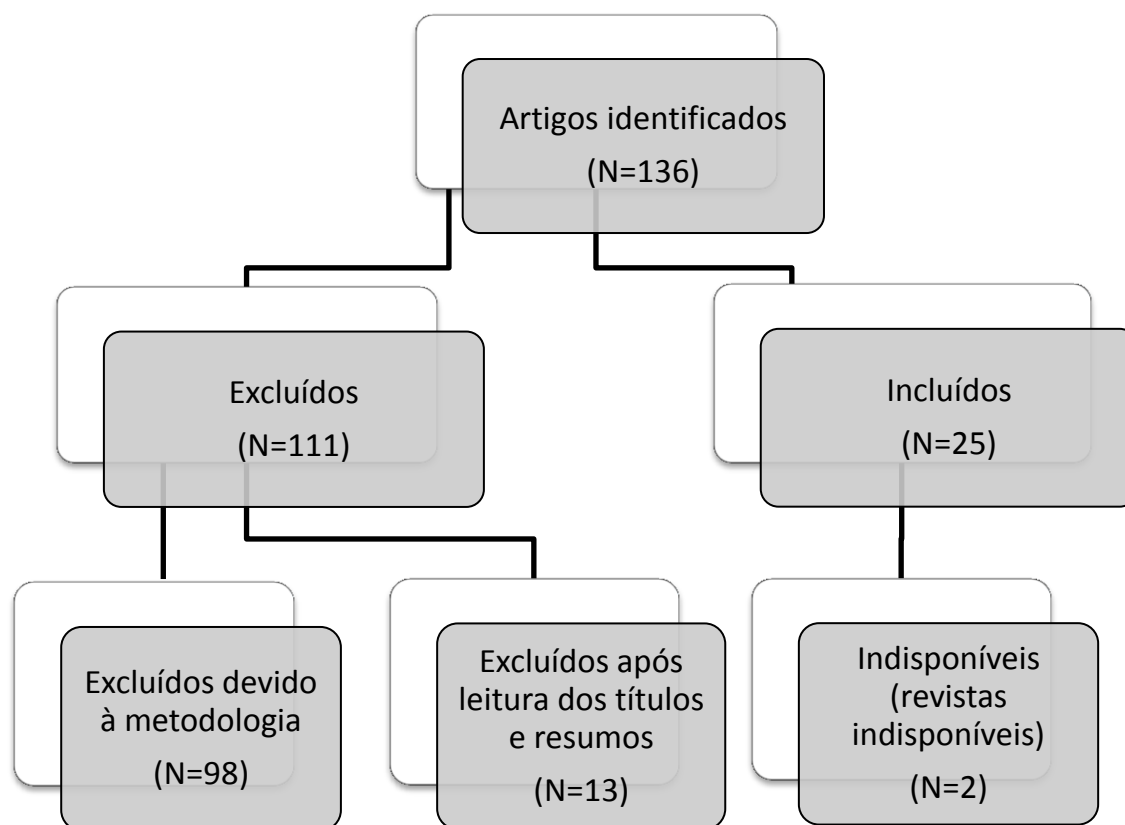 Artigos identificados
(N=136)
Excluídos
(N=111)
Incluídos
(N=25)
Excluídos devido
à metodologia
(N=98)
Excluídos após
leitura dos títulos
e resumos
(N=13)
Indisponíveis
(revistas
indisponíveis)
(N=2)